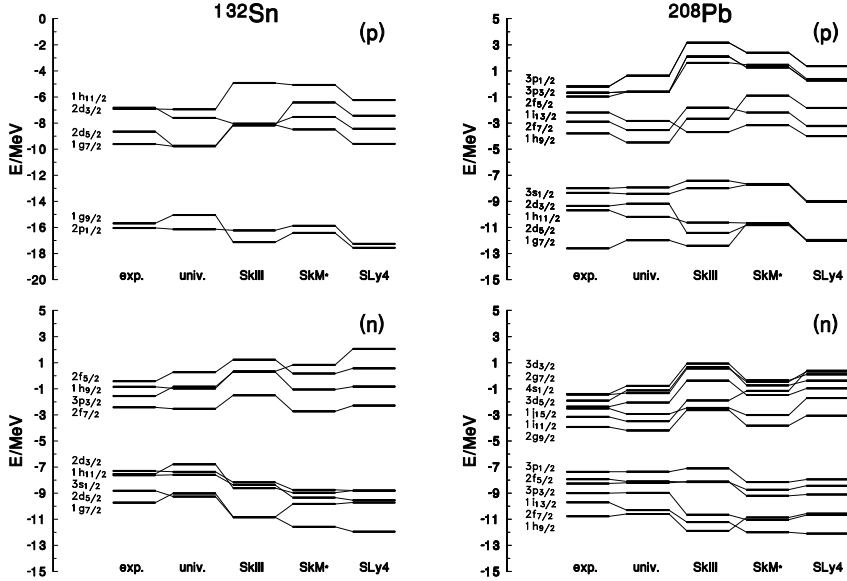 132Sn
(p)
E/MeV
0
-2
-4
-6
-8
-10
-12
-14
-16
-18
-20
1h11/2
2d3/2
2d5/2
1g7/2
1g9/2
2p1/2
exp. univ. SkIII SkM* SLy4
208Pb
(p)
E/MeV
5
3
1
-1
-3
-5
-7
-9
-11
-13
-15
3p1/2
3p3/2
2f5/2
1i13/2
2f7/2
1h9/2
3s1/2
2d3/2
1h11/2
2d5/2
1g7/2
exp. univ. SkIII SkM* SLy4
(n)
E/MeV
5
3
1
-1
-3
-5
-7
-9
-11
-13
-15
2f5/2
1h9/2
3p3/2
2f7/2
2d3/2
1h11/2
3s1/2
2d5/2
1g7/2
exp. univ. SkIII SkM* SLy4
(n)
E/MeV
5
3
1
-1
-3
-5
-7
-9
-11
-13
-15
3d3/2
2g7/2
4s1/2
3d5/2
1j15/2
1i11/2
2g9/2
3p1/2
2f5/2
3p3/2
1i13/2
2f7/2
1h9/2
exp. univ. SkIII SkM* SLy4